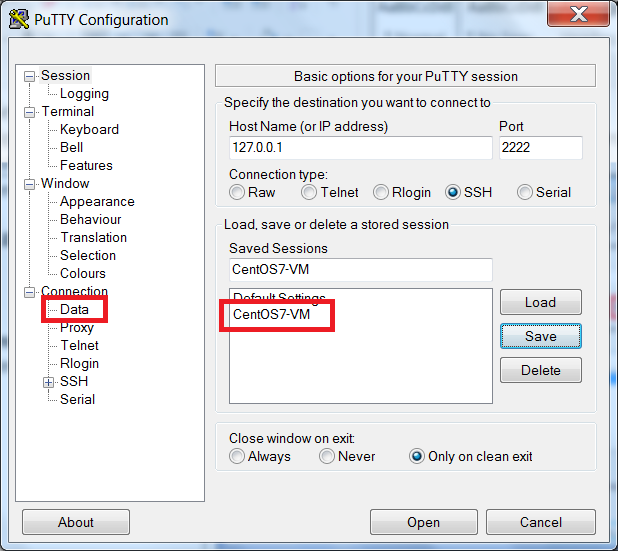 PuTTY Configuration
Session
Logging
Terminal
Keyboard
Bell
Features
Window
Appearance
Behaviour
Translation
Selection
Colours
Connection
Data
Proxy
Telnet
Rlogin
SSH
Serial
Basic options for your PuTTY session
Specify the destination you want to connect to
Host Name (or IP address) Port
127.0.0.1 2222
Connection type:
Raw Telnet Rlogin SSH Serial
Load, save or delete a stored session
Saved Sessions
CentOS7-VM
Default Settings
CentOS7-VM
Load
Save
Delete
Close window on exit:
Always Never Only on clean exit
About Open Cancel